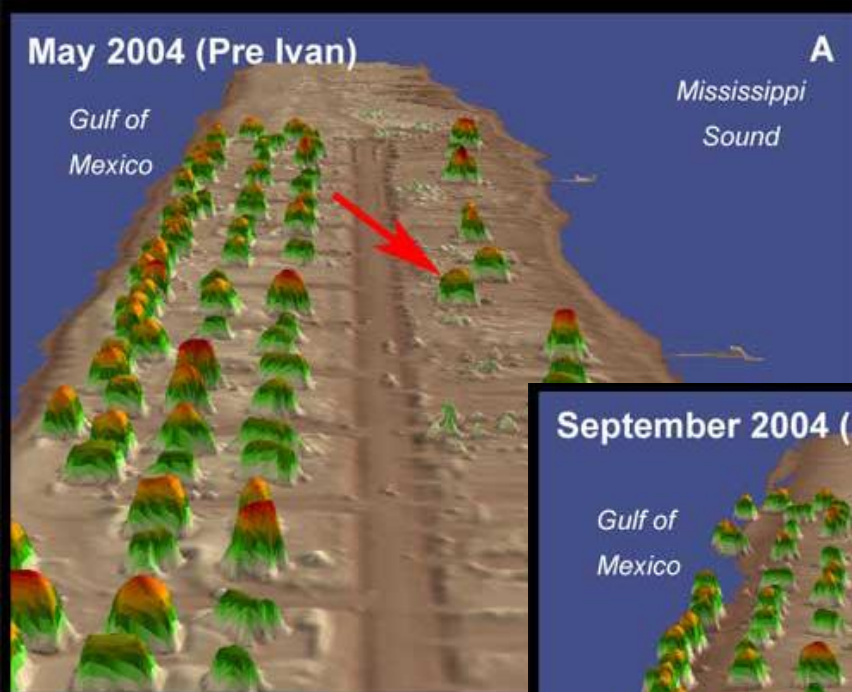 May 2004 (Pre Ivan)
A
Gulf of
Mexico
Mississippi
Sound
September 2004 (
Gulf of
Mexico